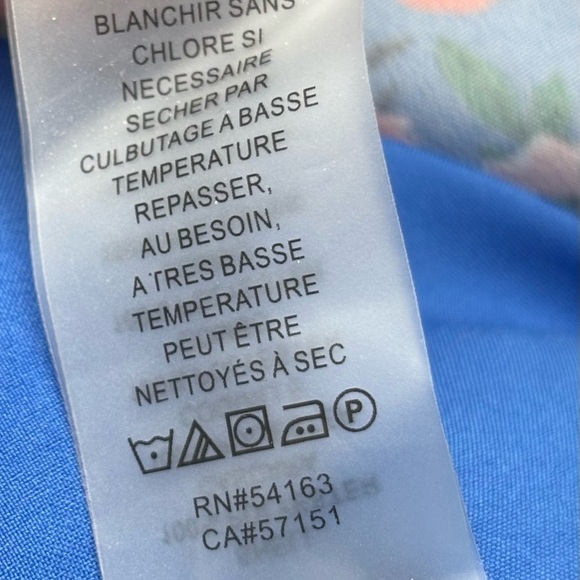 BLANCHIR SANS
CHLORE SI
NECESSAIRE
SECHER PAR
CULBUTAGE A BASSE
TEMPERATURE
REPASSER,
AU BESOIN,
A TRES BASSE
TEMPERATURE
PEUT ÊTRE
NETTOYÉS À SEC
P
RN#54163
CA#57151